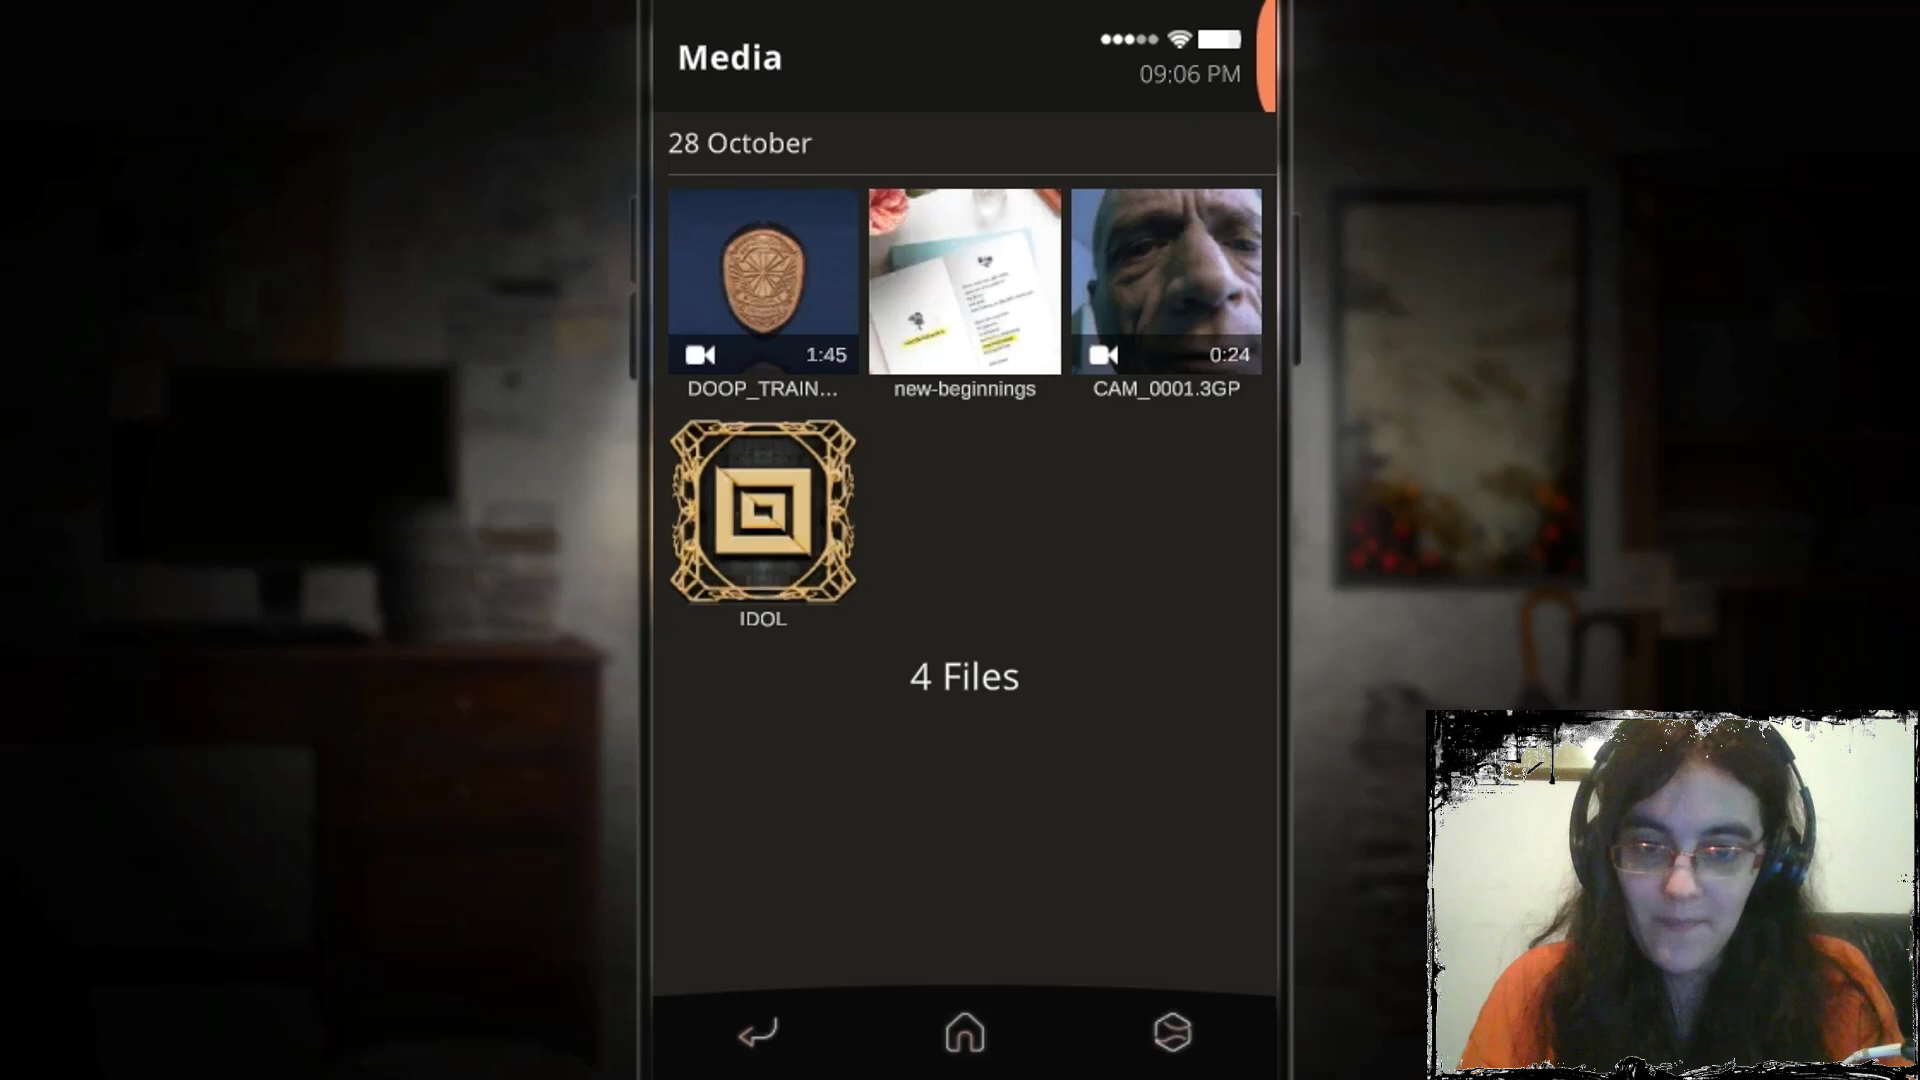 Media
09:06 PM
28 October
1:45
0:24
DOOP_TRAIN...
new-beginnings
CAM_0001.3GP
IDOL
4 Files